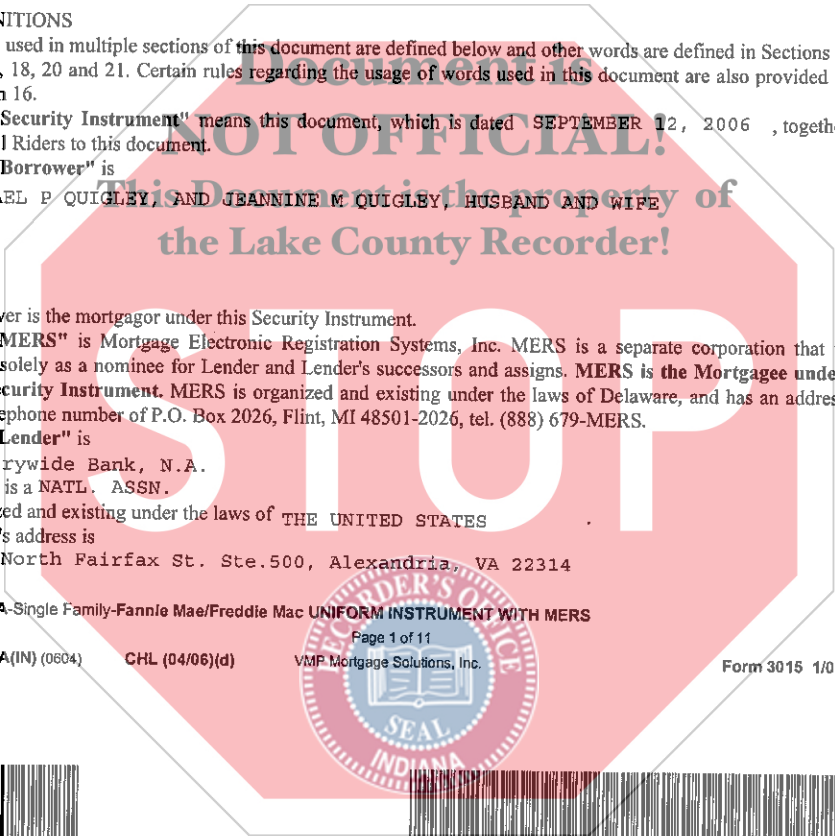 NITIONS
used in multiple sections of this document are defined below and other words are defined in Sections
, 18, 20 and 21. Certain rules regarding the usage of words used in this document are also provided
n 16.
Security Instrument" means this document, which is dated SEPTEMBER 12, 2006 , togethe
l Riders to this document.
Borrower" is
EL P QUIGLEY, AND JEANNINE M QUIGLEY, HUSBAND AND WIFE
Document is
NOT OFFICIAL!
This Document is the property of
the Lake County Recorder!
ver is the mortgagor under this Security Instrument.
MERS" is Mortgage Electronic Registration Systems, Inc. MERS is a separate corporation that
solely as a nominee for Lender and Lender's successors and assigns. MERS is the Mortgagee unde
curity Instrument. MERS is organized and existing under the laws of Delaware, and has an addres
ephone number of P.O. Box 2026, Flint, MI 48501-2026, tel. (888) 679-MERS.
Lender" is
rywide Bank, N.A.
is a NATL. ASSN.
ed and existing under the laws of THE UNITED STATES .
's address is
North Fairfax St. Ste.500, Alexandria, VA 22314
STOP
A-Single Family-Fannie Mae/Freddie Mac UNIFORM INSTRUMENT WITH MERS
Page 1 of 11
A(IN) (0604) CHL (04/06)(d) VMP Mortgage Solutions, Inc. Form 3015 1/0
RECORDER'S OFFICE
SEAL
INDIANA